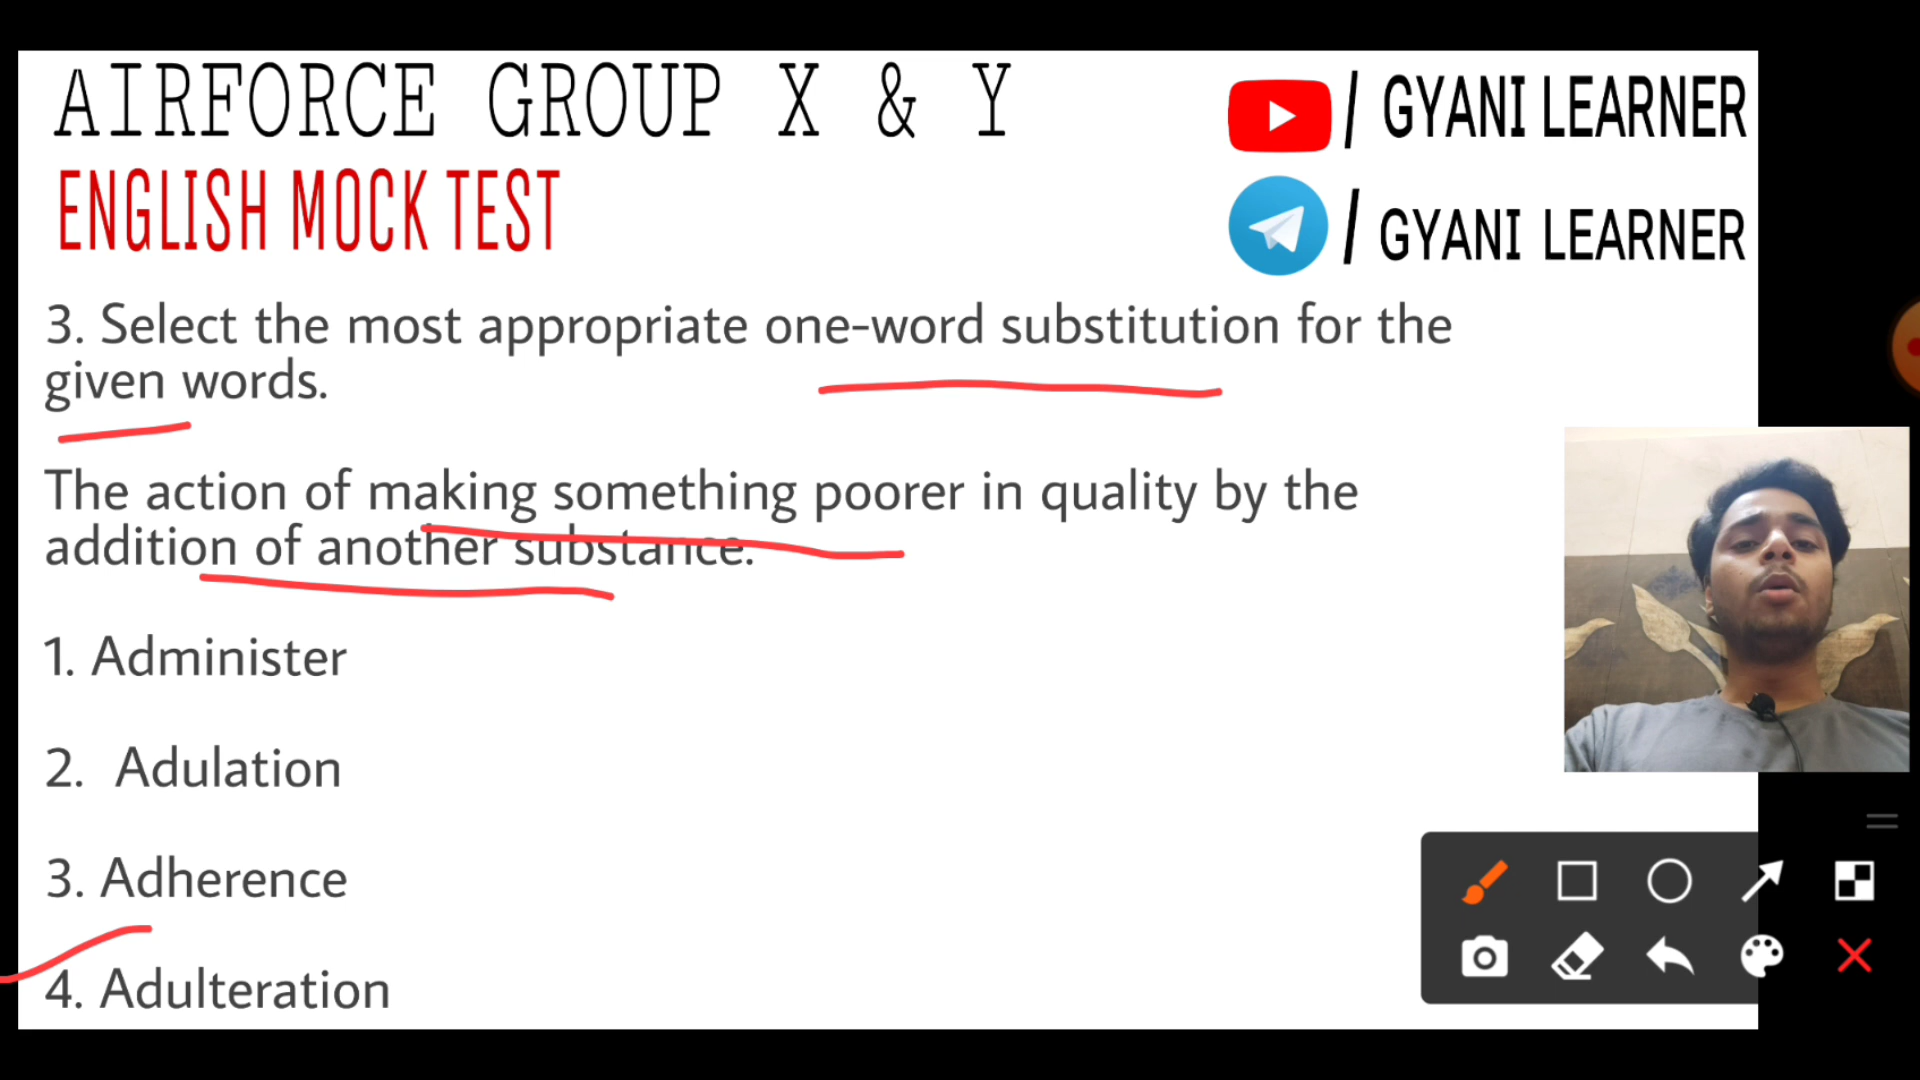 AIRFORCE GROUP X & Y
/ GYANI LEARNER
ENGLISH MOCK TEST
/ GYANI LEARNER
3. Select the most appropriate one-word substitution for the
given words.
The action of making something poorer in quality by the
addition of another substance.
1. Administer
2. Adulation
3. Adherence
4. Adulteration